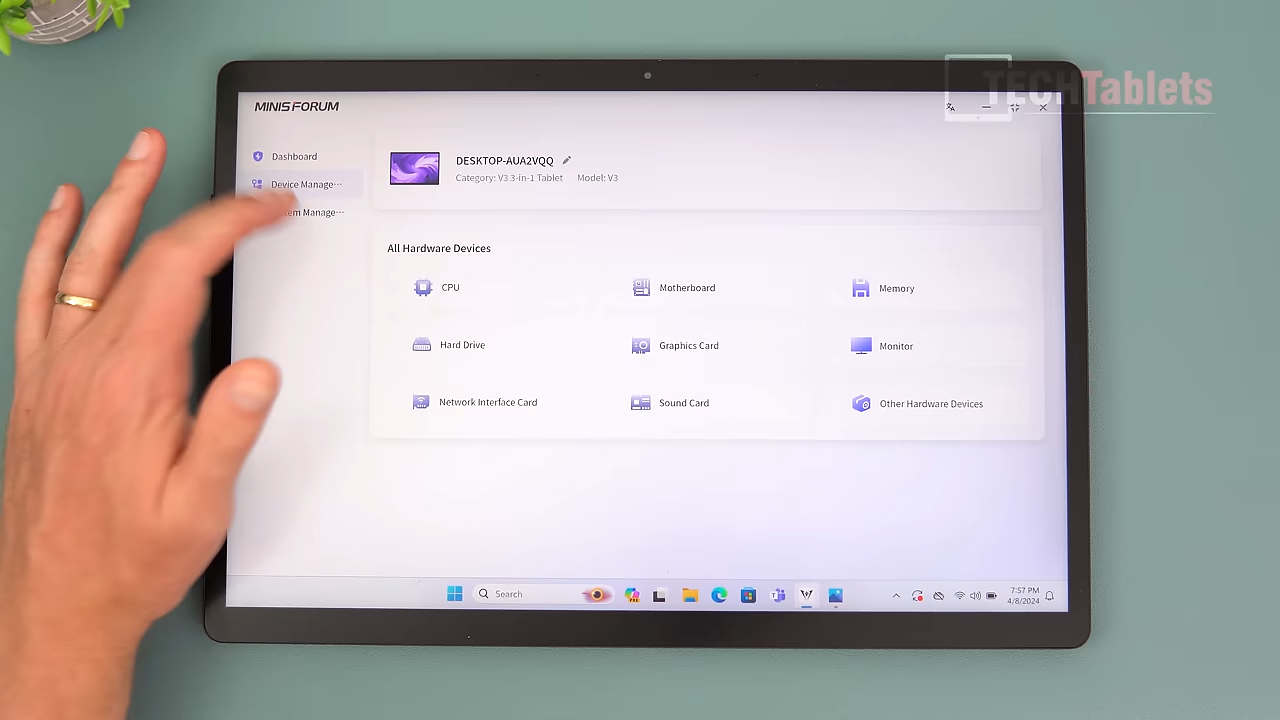 TECHTablets
MINISFORUM
Dashboard
DESKTOP-AUA2VQQ
Category: V3 3-in-1 Tablet Model: V3
Device Manage···
tem Manage···
All Hardware Devices
CPU
Motherboard
Memory
Hard Drive
Graphics Card
Monitor
Network Interface Card
Sound Card
Other Hardware Devices
Search
7:57 PM
4/8/2024